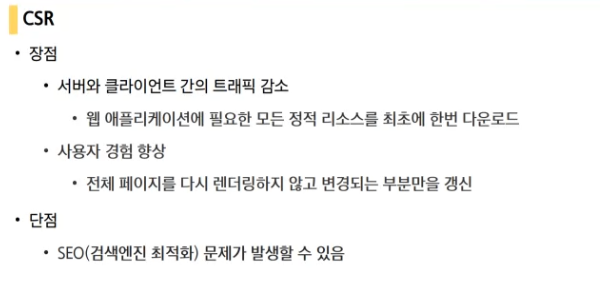 CSR
• 장점
• 서버와 클라이언트 간의 트래픽 감소
• 웹 애플리케이션에 필요한 모든 정적 리소스를 최초에 한번 다운로드
• 사용자 경험 향상
• 전체 페이지를 다시 렌더링하지 않고 변경되는 부분만을 갱신
• 단점
• SEO(검색엔진 최적화) 문제가 발생할 수 있음